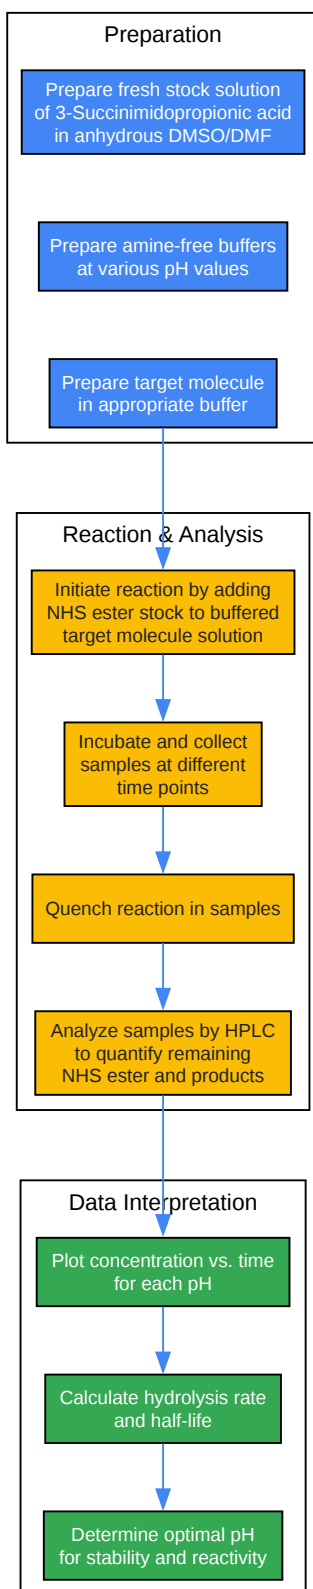 Preparation
Prepare fresh stock solution
of 3-Succinimidopropionic acid
in anhydrous DMSO/DMF
Prepare amine-free buffers
at various pH values
Prepare target molecule
in appropriate buffer
Reaction & Analysis
Initiate reaction by adding
NHS ester stock to buffered
target molecule solution
Incubate and collect
samples at different
time points
Quench reaction in samples
Analyze samples by HPLC
to quantify remaining
NHS ester and products
Data Interpretation
Plot concentration vs. time
for each pH
Calculate hydrolysis rate
and half-life
Determine optimal pH
for stability and reactivity